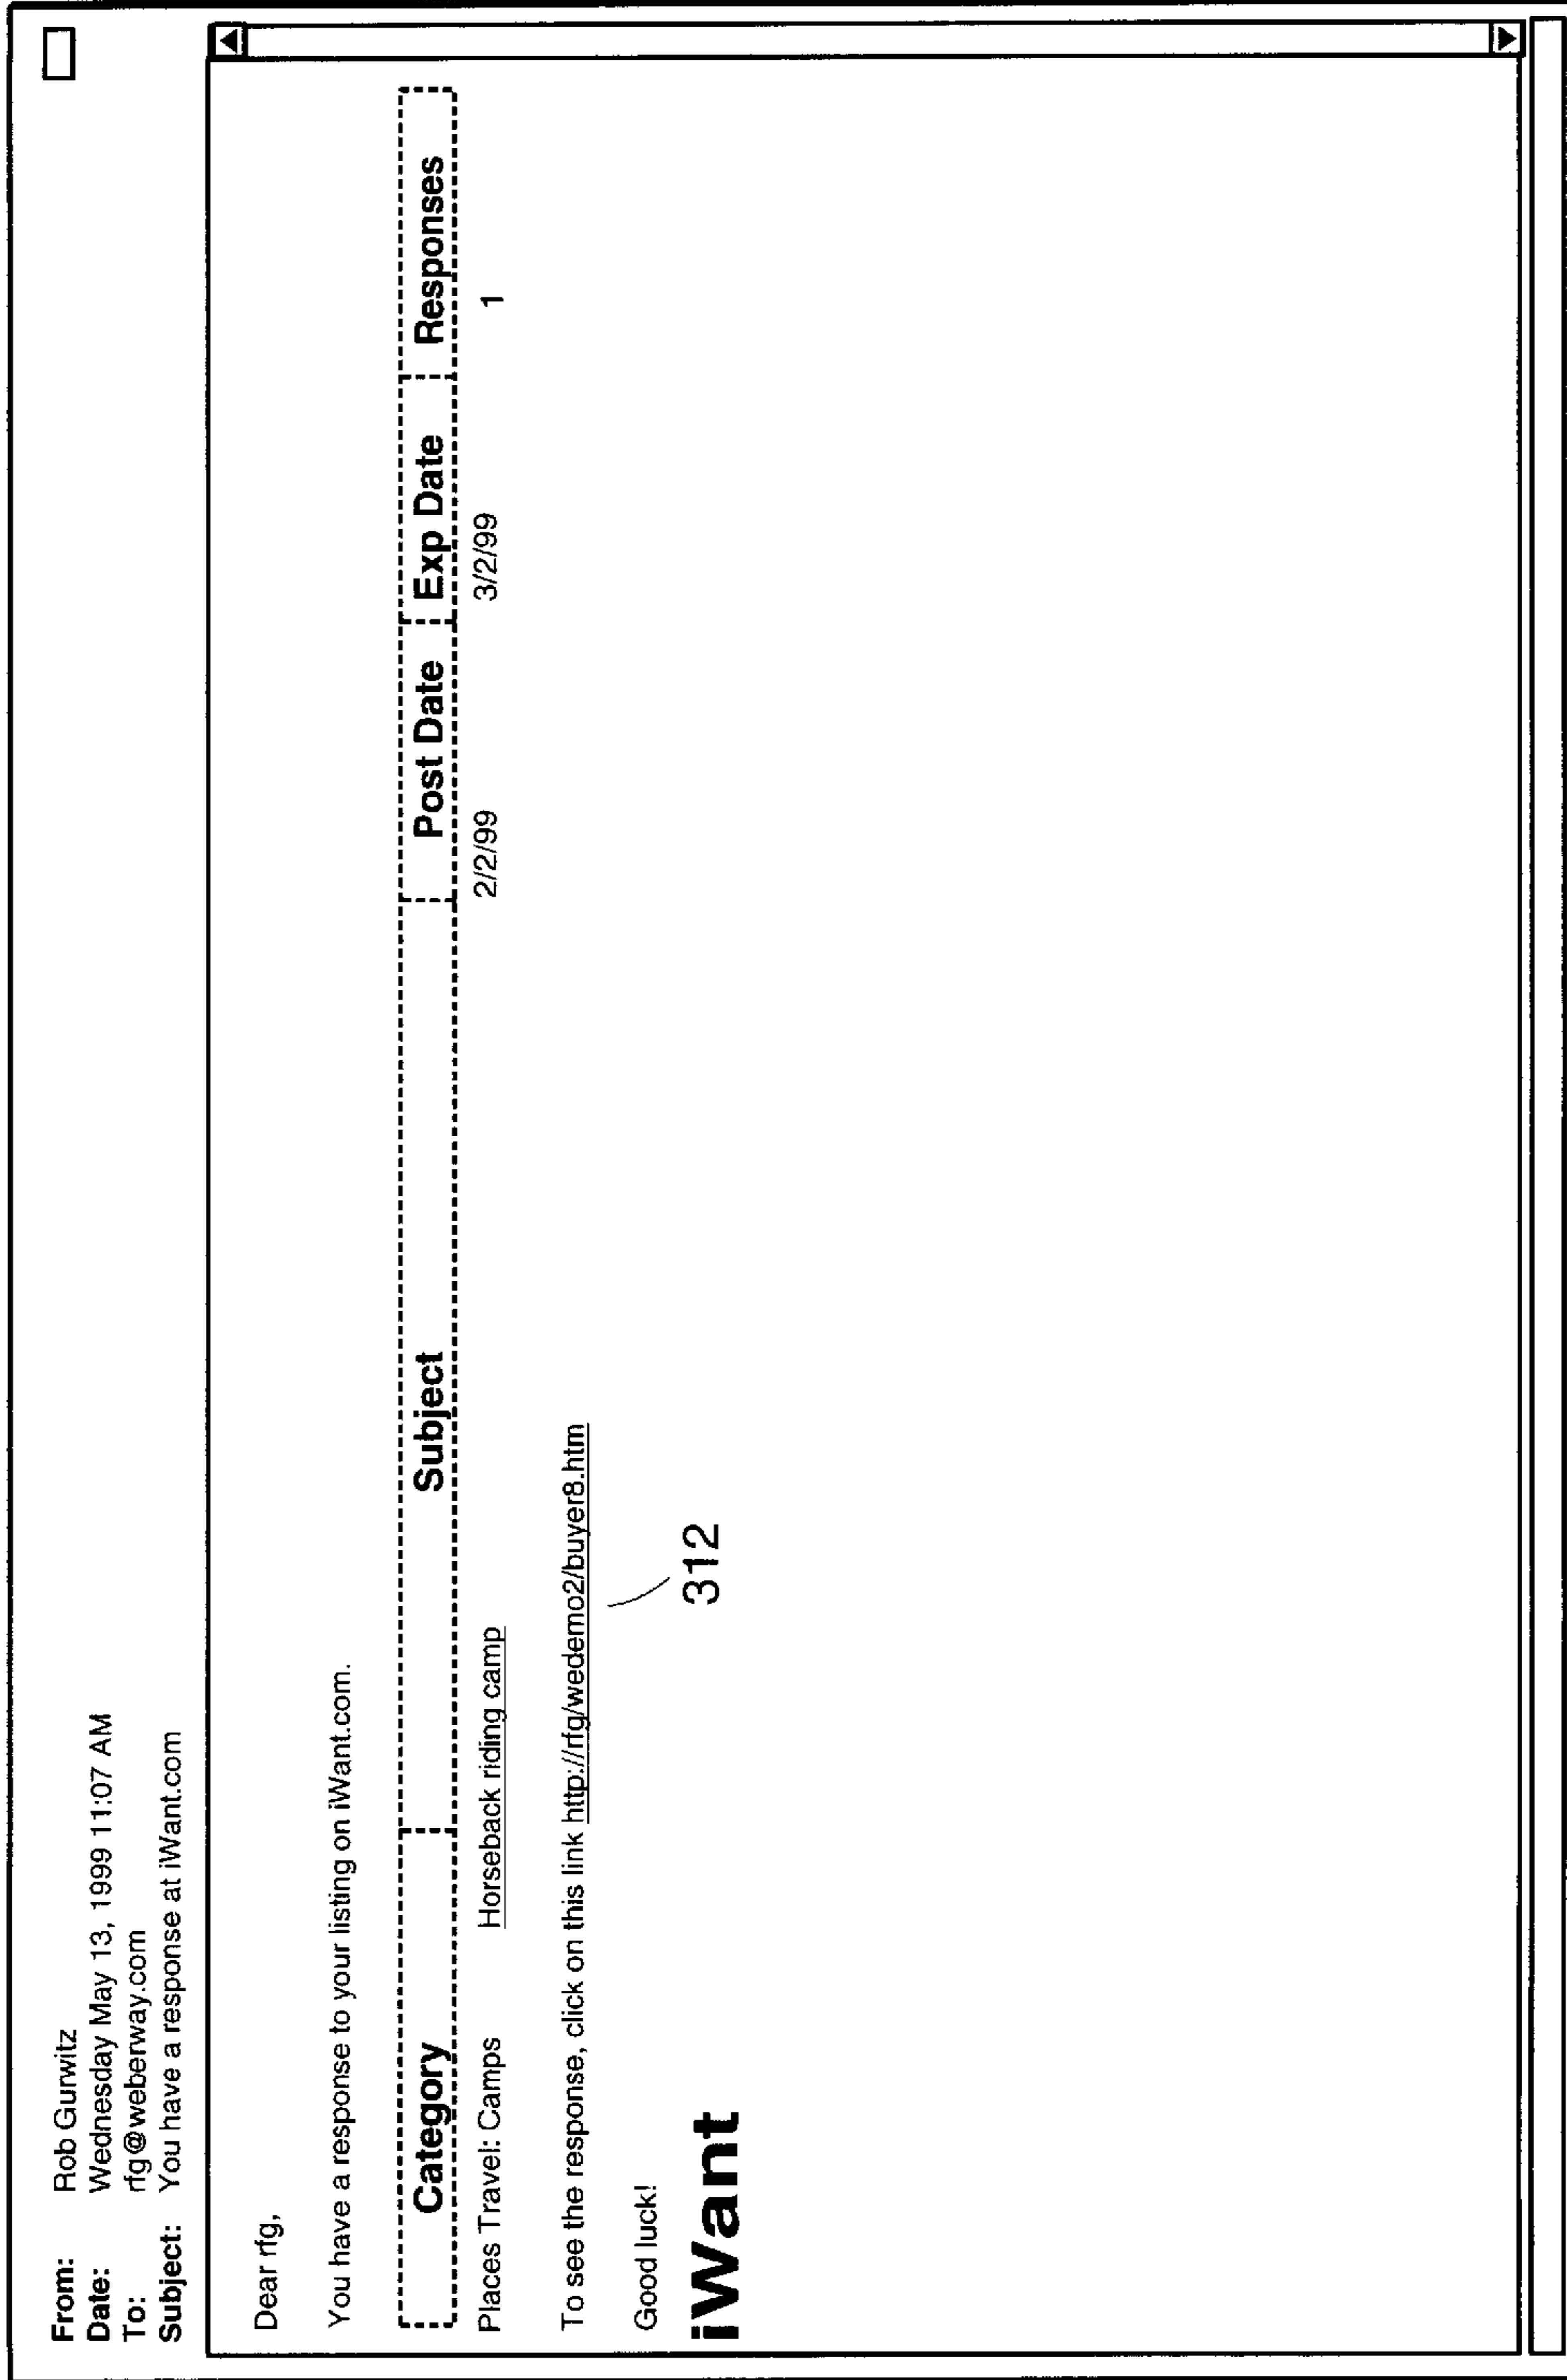 From: Rob Gurwitz
Date: Wednesday May 13, 1999 11:07 AM
To: rfg@weberway.com
Subject: You have a response at iWant.com
Dear rfg,
You have a response to your listing on iWant.com.
Category Subject Post Date Exp Date Responses
Places Travel: Camps Horseback riding camp 2/2/99 3/2/99 1
To see the response, click on this link http://rfg/wedemo2/buyer8.htm
312
Good luck!
iWant